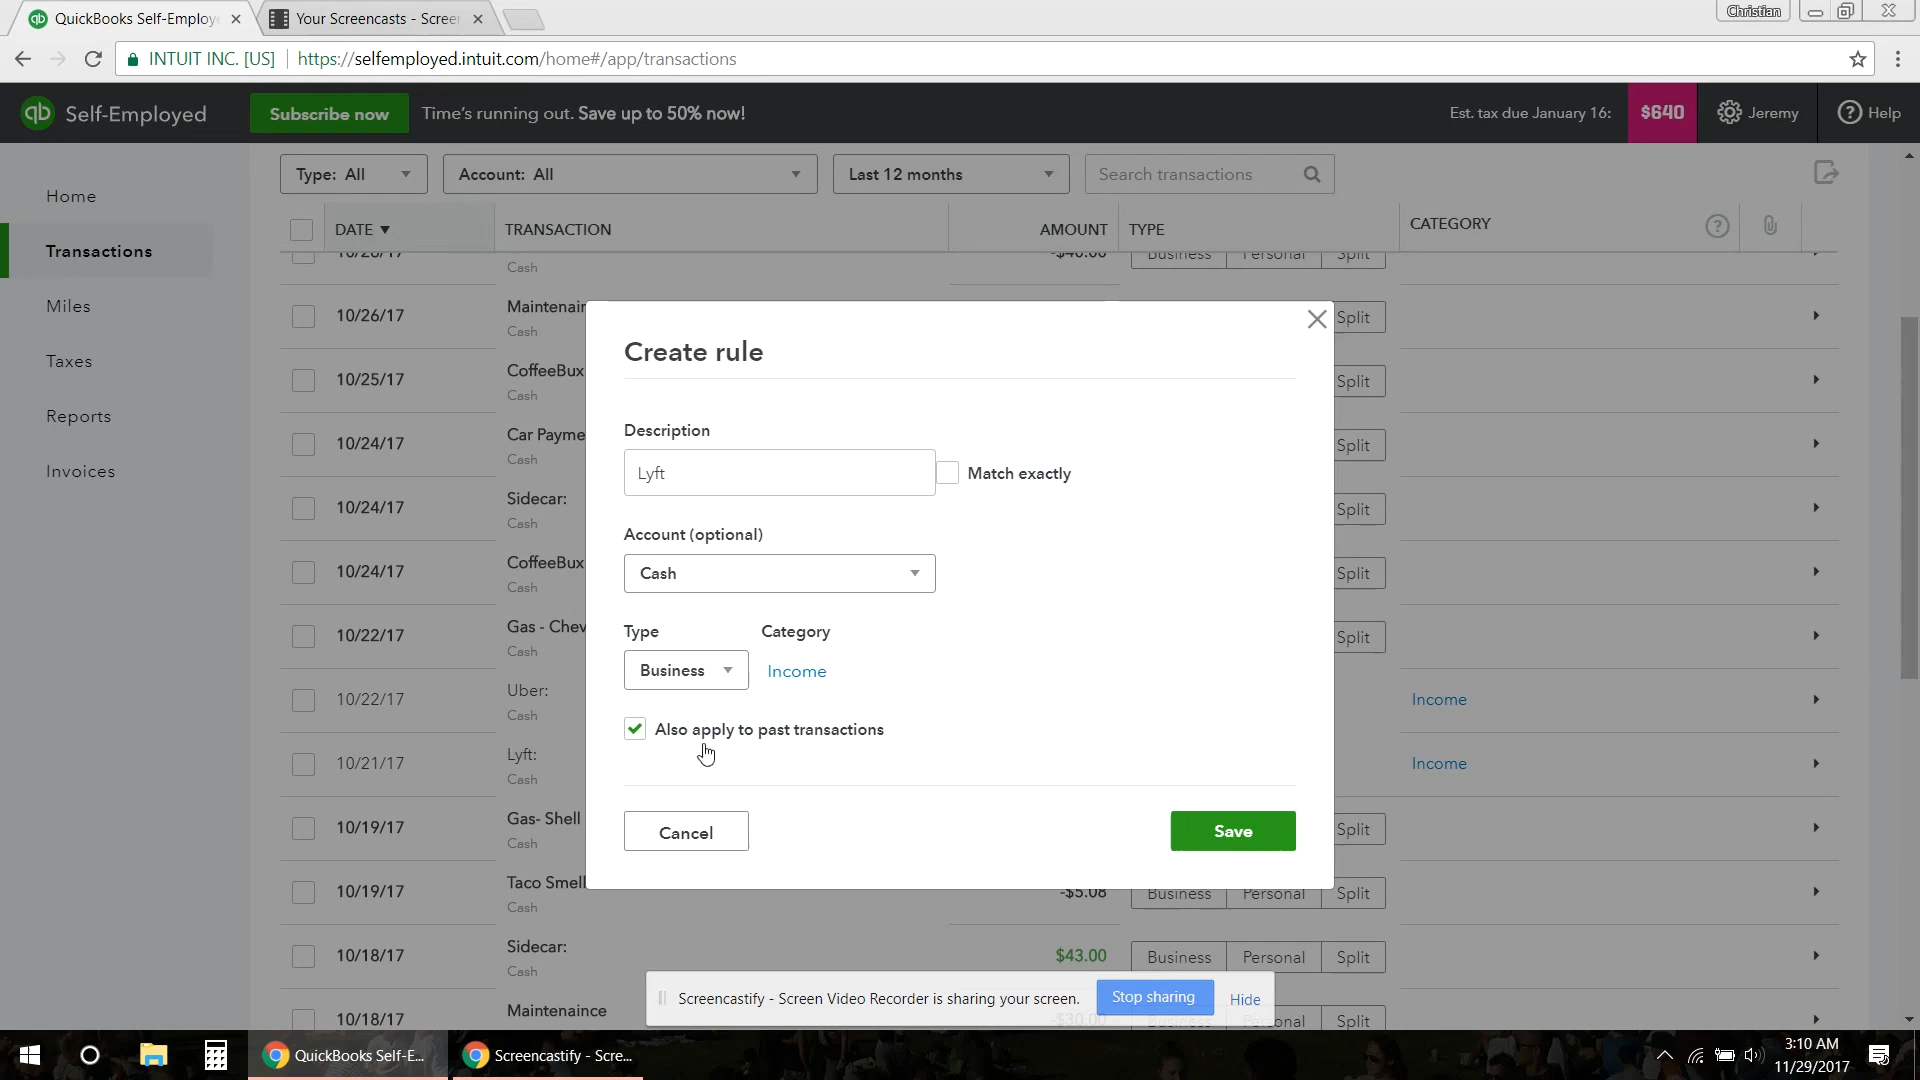 QuickBooks Self-Employe
Your Screencasts - Screen
Christian
INTUIT INC. [US]
https://selfemployed.intuit.com/home#/app/transactions
qb Self-Employed
Subscribe now
Time's running out. Save up to 50% now!
Est. tax due January 16:
$640
Jeremy
? Help
Home
Transactions
Miles
Taxes
Reports
Invoices
Type: All
Account: All
Last 12 months
Search transactions
DATE ▼
TRANSACTION
AMOUNT
TYPE
CATEGORY
?
Cash
Business Personal Split
10/26/17
Maintenain
Cash
Split
10/25/17
CoffeeBux
Cash
Split
10/24/17
Car Payme
Cash
Split
10/24/17
Sidecar:
Cash
Split
10/24/17
CoffeeBux
Cash
Split
10/22/17
Gas - Chev
Cash
Split
10/22/17
Uber:
Cash
Income
10/21/17
Lyft:
Cash
Income
10/19/17
Gas- Shell
Cash
Split
10/19/17
Taco Smell
Cash
-$5.08
Business Personal Split
10/18/17
Sidecar:
Cash
$43.00
Business Personal Split
10/18/17
Maintenaince
-$30.00
Split
Create rule
Description
Lyft
Match exactly
Account (optional)
Cash
Type
Category
Business
Income
Also apply to past transactions
Cancel
Save
Screencastify - Screen Video Recorder is sharing your screen.
Stop sharing
Hide
QuickBooks Self-E...
Screencastify - Scre...
3:10 AM
11/29/2017